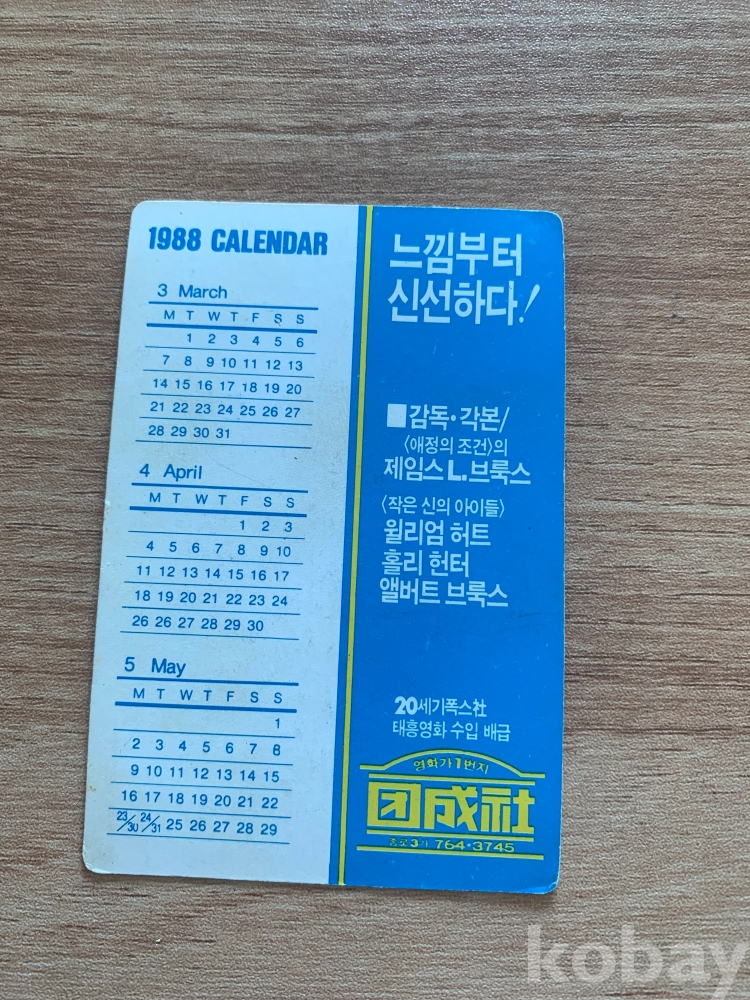 1988 CALENDAR
3 March
M T W T F S S
1 2 3 4 5 6
7 8 9 10 11 12 13
14 15 16 17 18 19 20
21 22 23 24 25 26 27
28 29 30 31
4 April
M T W T F S S
1 2 3
4 5 6 7 8 9 10
11 12 13 14 15 16 17
18 19 20 21 22 23 24
26 26 27 28 29 30
5 May
M T W T F S S
1
2 3 4 5 6 7 8
9 10 11 12 13 14 15
16 17 18 19 20 21 22
23/30 24/31 25 26 27 28 29
느낌부터
신선하다!
감독·각본/
〈애정의 조건〉의
제임스 L. 브룩스
〈작은 신의 아이들〉
윌리엄 허트
홀리 헌터
앨버트 브룩스
20세기폭스社
태흥영화 수입 배급
영화가 1번지
团成社
종로3가 764·3745
kobay